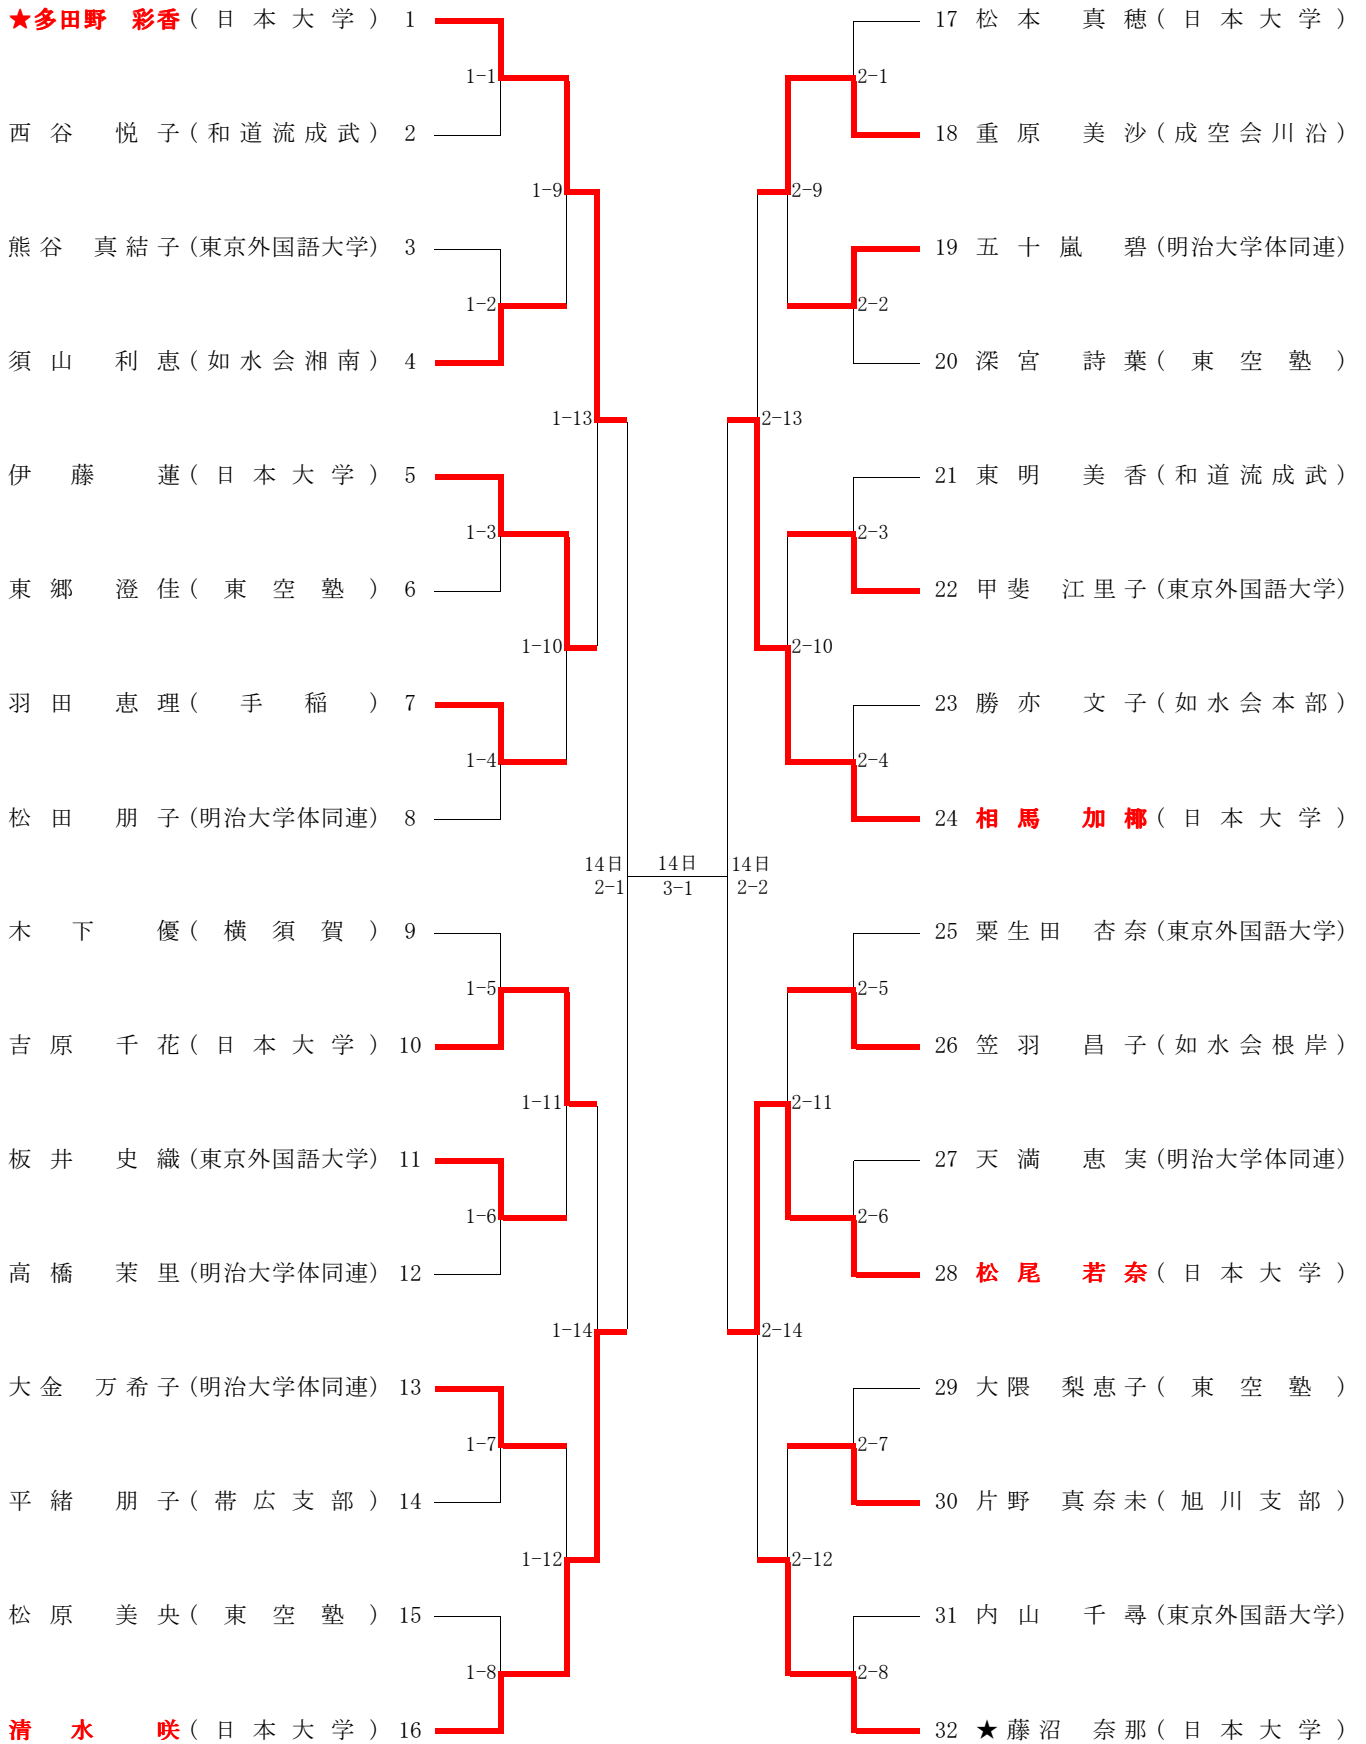 ★多田野 彩香(日本大学) 1
1-1
西谷 悦子(和道流成武) 2
1-9
熊谷 真結子(東京外国語大学) 3
1-2
須山 利恵(如水会湘南) 4
1-13
伊藤 蓮(日本大学) 5
1-3
東郷 澄佳(東空塾) 6
1-10
羽田 恵理(手稲) 7
1-4
松田 朋子(明治大学体同連) 8
14日
2-1
木下 優(横須賀) 9
1-5
吉原 千花(日本大学) 10
1-11
板井 史織(東京外国語大学) 11
1-6
高橋 茉里(明治大学体同連) 12
1-14
大金 万希子(明治大学体同連) 13
1-7
平緒 朋子(帯広支部) 14
1-12
松原 美央(東空塾) 15
1-8
清水 咲(日本大学) 16
14日
3-1
17 松本 真穂(日本大学)
2-1
18 重原 美沙(成空会川沿)
2-9
19 五十嵐 碧(明治大学体同連)
2-2
20 深宮 詩葉(東空塾)
2-13
21 東明 美香(和道流成武)
2-3
22 甲斐 江里子(東京外国語大学)
2-10
23 勝亦 文子(如水会本部)
2-4
24 相馬 加椰(日本大学)
14日
2-2
25 栗生田 杏奈(東京外国語大学)
2-5
26 笠羽 昌子(如水会根岸)
2-11
27 天満 恵実(明治大学体同連)
2-6
28 松尾 若奈(日本大学)
2-14
29 大隈 梨恵子(東空塾)
2-7
30 片野 真奈未(旭川支部)
2-12
31 内山 千尋(東京外国語大学)
2-8
32 ★藤沼 奈那(日本大学)